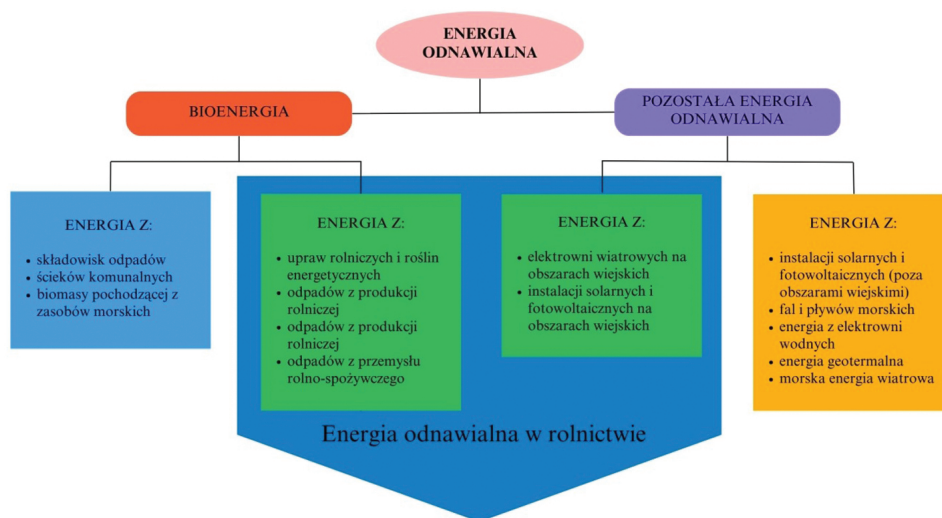 ENERGIA
ODNAWIALNA
BIOENERGIA
POZOSTAŁA ENERGIA
ODNAWIALNA
ENERGIA Z:
• składowisk odpadów
• ścieków komunalnych
• biomasy pochodzącej z
zasobów morskich
ENERGIA Z:
• upraw rolniczych i roślin
energetycznych
• odpadów z produkcji
rolniczej
• odpadów z produkcji
rolniczej
• odpadów z przemysłu
rolno-spożywczego
ENERGIA Z:
• elektrowni wiatrowych na
obszarach wiejskich
• instalacji solarnych i
fotowoltaicznych na
obszarach wiejskich
ENERGIA Z:
• instalacji solarnych i
fotowoltaicznych (poza
obszarami wiejskimi)
• fal i pływów morskich
• energia z elektrowni
wodnych
• energia geotermalna
• morska energia wiatrowa
Energia odnawialna w rolnictwie